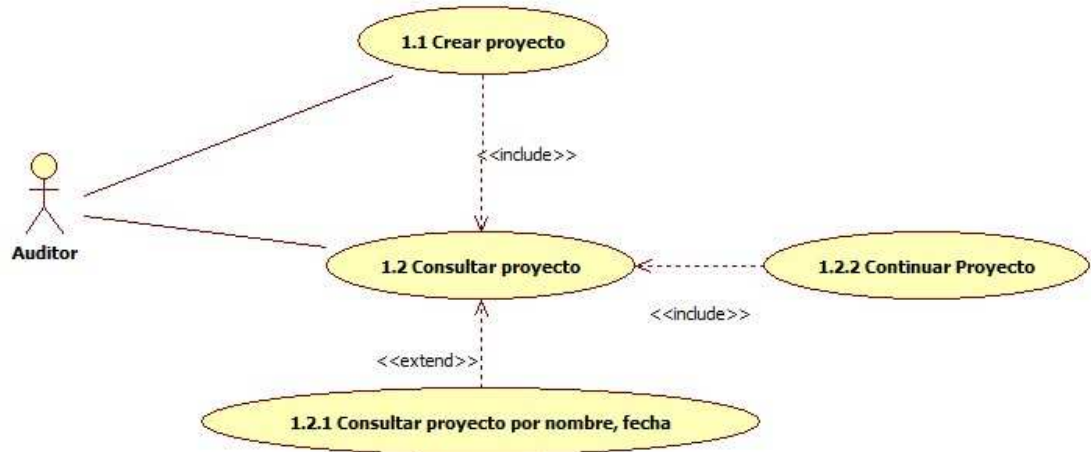 1.1 Crear proyecto
<<include>>
Auditor
1.2 Consultar proyecto
1.2.2 Continuar Proyecto
<<include>>
<<extend>>
1.2.1 Consultar proyecto por nombre, fecha